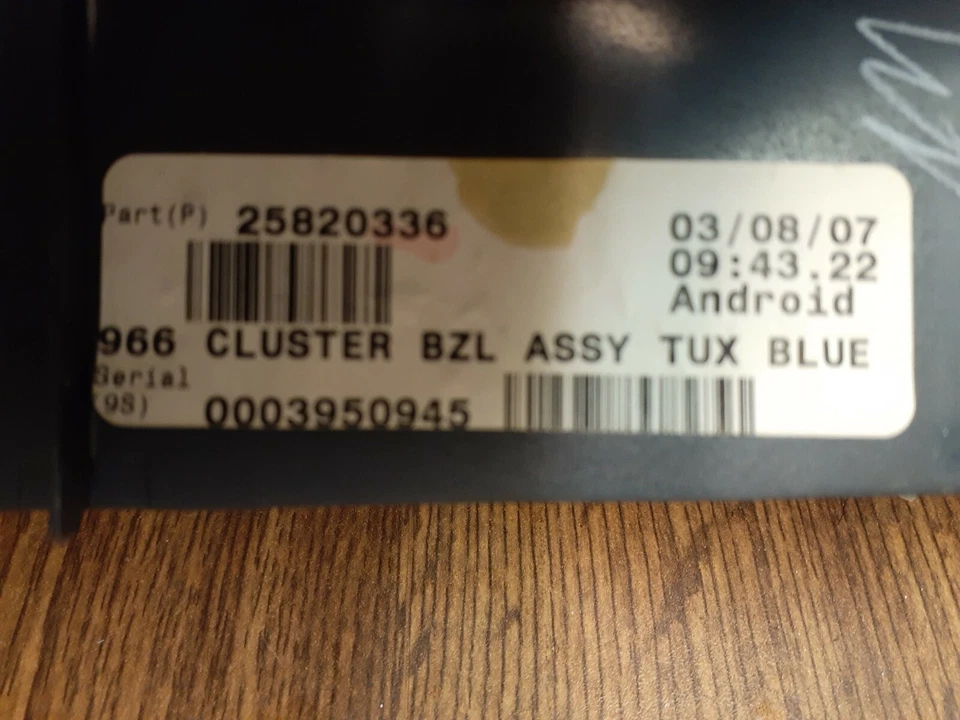 Part(P) 25820336
03/08/07
09:43.22
Android
966 CLUSTER BZL ASSY TUX BLUE
Serial
(9S) 0003950945